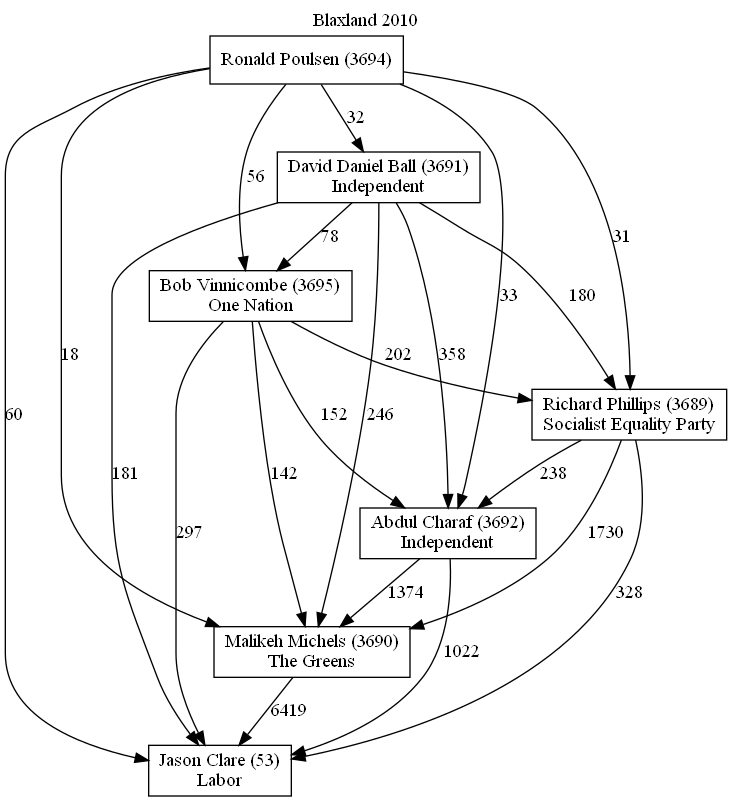 Blaxland 2010
Ronald Poulsen (3694)
32
David Daniel Ball (3691)
Independent
56
78
31
Bob Vinnicombe (3695)
One Nation
33
180
18
202
358
Richard Phillips (3689)
Socialist Equality Party
60
152
246
181
142
238
Abdul Charaf (3692)
Independent
297
1730
1374
328
Malikeh Michels (3690)
The Greens
1022
6419
Jason Clare (53)
Labor